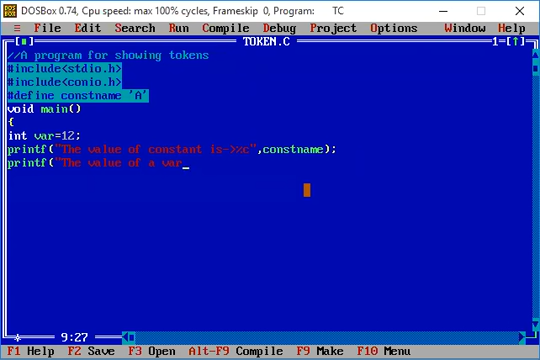 DOSBox 0.74, Cpu speed: max 100% cycles, Frameskip 0, Program: TC
≡ File Edit Search Run Compile Debug Project Options Window Help
[■] TOKEN.C 1=[↑]
//A program for showing tokens
#include<stdio.h>
#include<conio.h>
#define constname 'A'
void main()
{
int var=12;
printf("The value of constant is->%c",constname);
printf("The value of a var_
9:27
F1 Help F2 Save F3 Open Alt-F9 Compile F9 Make F10 Menu